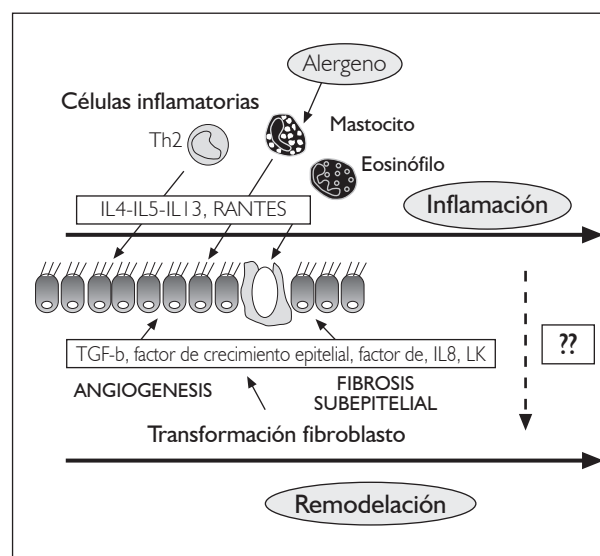 Alergeno
Células inflamatorias
Th2
Mastocito
Eosinófilo
IL4-IL5-IL13, RANTES
Inflamación
??
TGF-b, factor de crecimiento epitelial, factor de, IL8, LK
ANGIOGENESIS
FIBROSIS
SUBEPITELIAL
Transformación fibroblasto
Remodelación